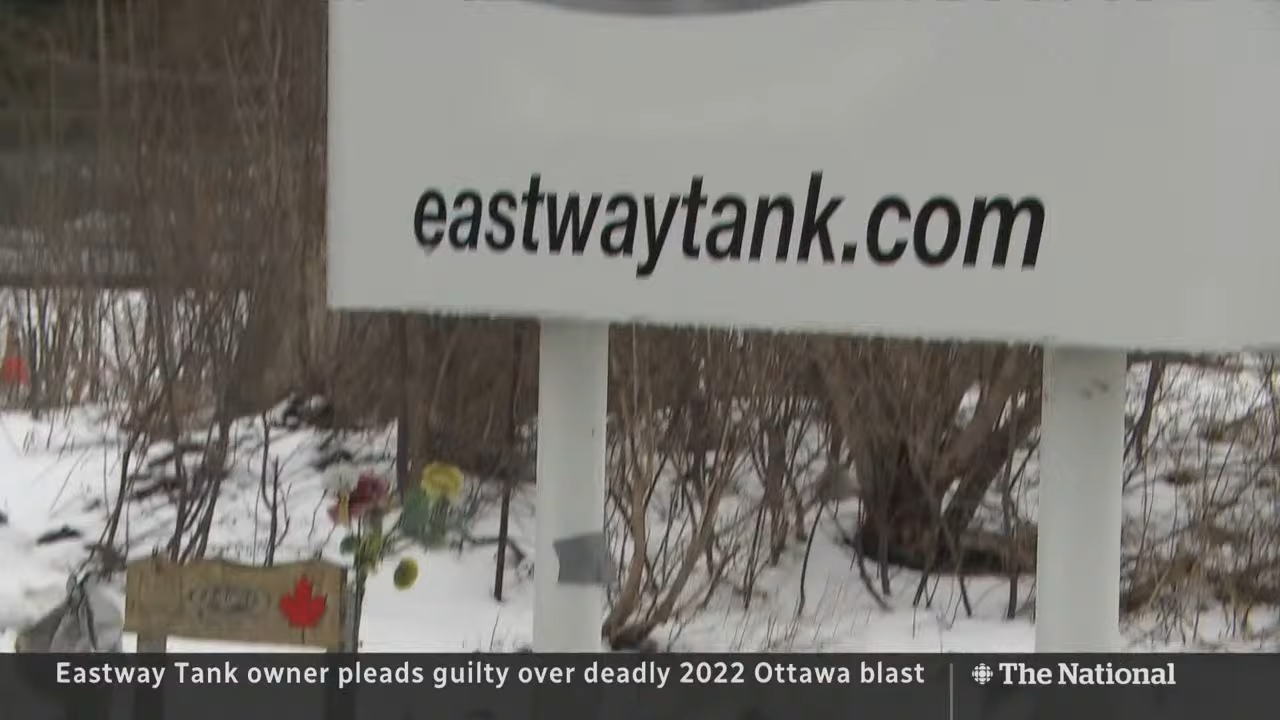 eastwaytank.com
Eastway Tank owner pleads guilty over deadly 2022 Ottawa blast
The National